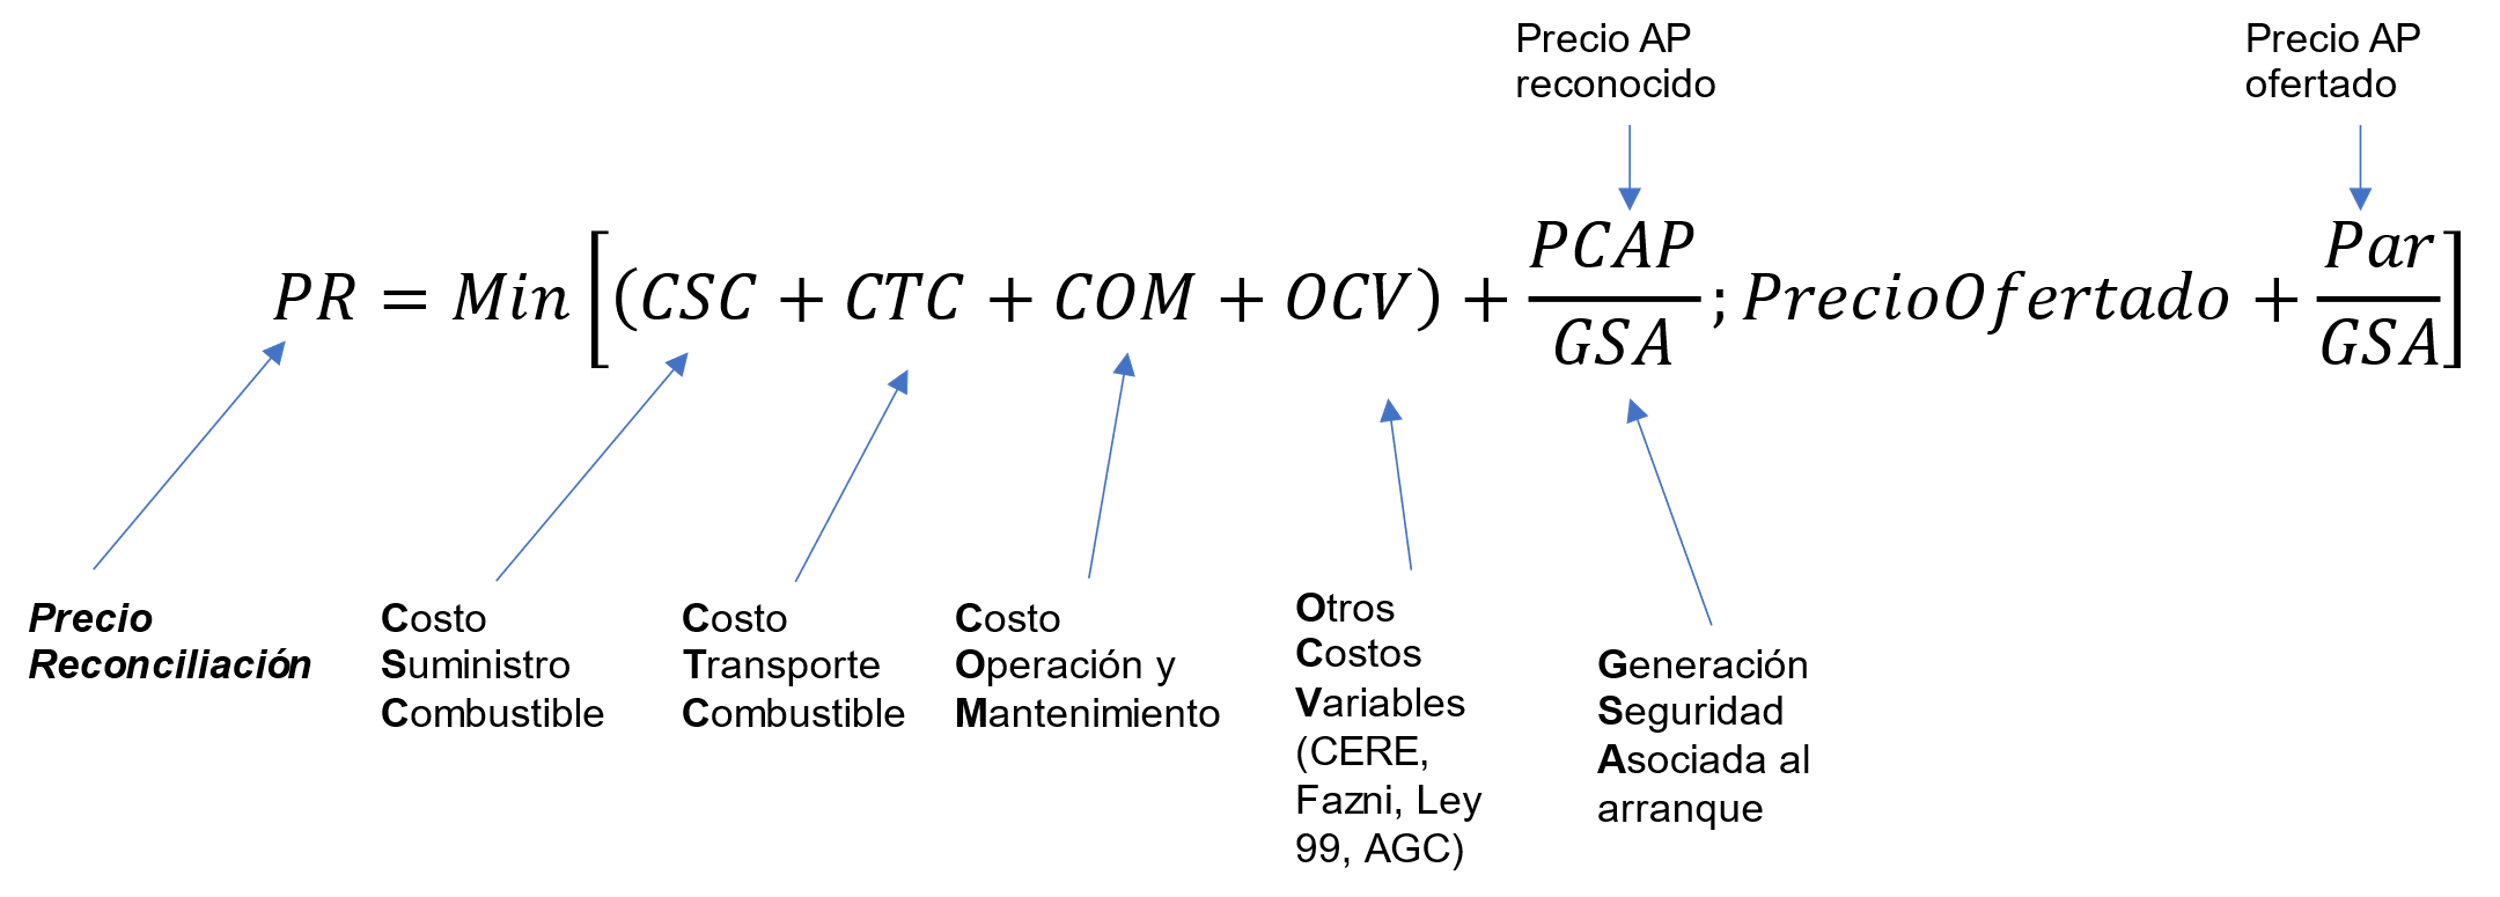 Precio AP
reconocido
Precio AP
ofertado
PR = Min [(CSC + CTC + COM + OCV) + PCAP/GSA ; PrecioOfertado + Par/GSA]
Precio
Reconciliación
Costo
Suministro
Combustible
Costo
Transporte
Combustible
Costo
Operación y
Mantenimiento
Otros
Costos
Variables
(CERE,
Fazni, Ley
99, AGC)
Generación
Seguridad
Asociada al
arranque